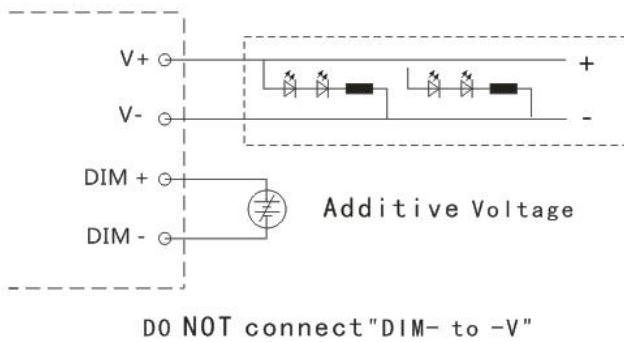 V+
+
V-
-
DIM +
Additive Voltage
DIM -
DO NOT connect"DIM- to -V"